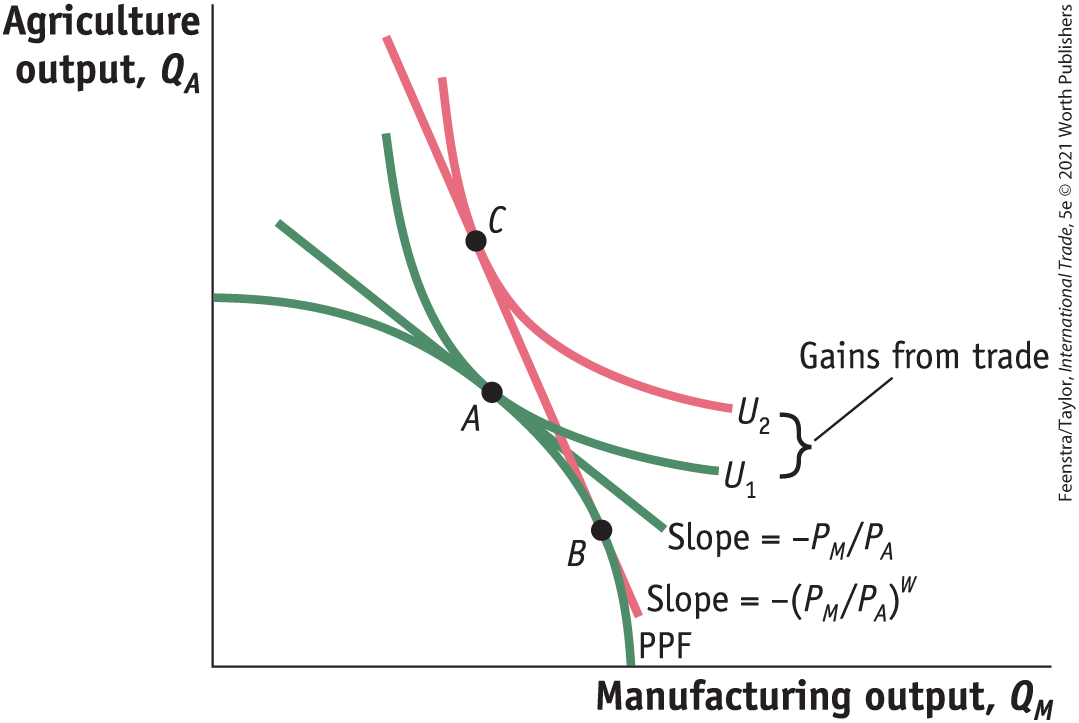 Agriculture
output, Q_A
C
A
B
Gains from trade
U_2
U_1
Slope = –P_M/P_A
Slope = –(P_M/P_A)^W
PPF
Manufacturing output, Q_M
Feenstra/Taylor, International Trade, 5e © 2021 Worth Publishers